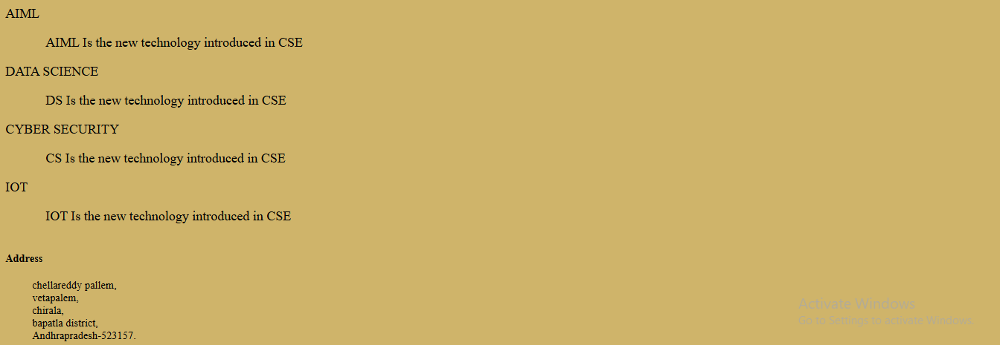 AIML
AIML Is the new technology introduced in CSE
DATA SCIENCE
DS Is the new technology introduced in CSE
CYBER SECURITY
CS Is the new technology introduced in CSE
IOT
IOT Is the new technology introduced in CSE
Address
chellareddy pallem,
vetapalem,
chirala,
bapatla district,
Andhrapradesh-523157.
Activate Windows
Go to Settings to activate Windows.